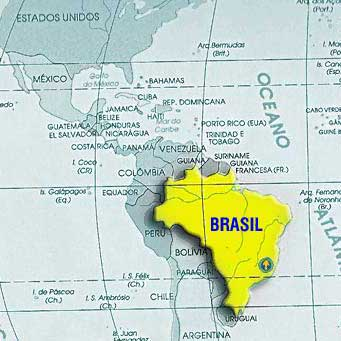 ESTADOS UNIDOS
Arq. Bermudas
(Brit.)
OCEANO
MÉXICO
Golfo
do México
BAHAMAS
CUBA
JAMAICA
HAITI
REP. DOMINICANA
BELIZE
GUATEMALA
HONDURAS
EL SALVADOR
NICARÁGUA
Mar do
Caribe
PORTO RICO (EUA)
TRINIDAD E
TOBAGO
COSTA RICA
PANAMÁ
VENEZUELA
I. Coco
(CR)
COLÔMBIA
GUIANA
SURINAME
GUIANA
FRANCESA (FR.)
Is. Galápagos
(Eq.)
EQUADOR
BRASIL
PERU
BOLÍVIA
PARAGUAI
I. de Páscoa
(Ch.)
Is. S. Félix
(Ch.)
I. S. Ambrósio
(Ch.)
CHILE
URUGUAI
Is. Juan
ARGENTINA